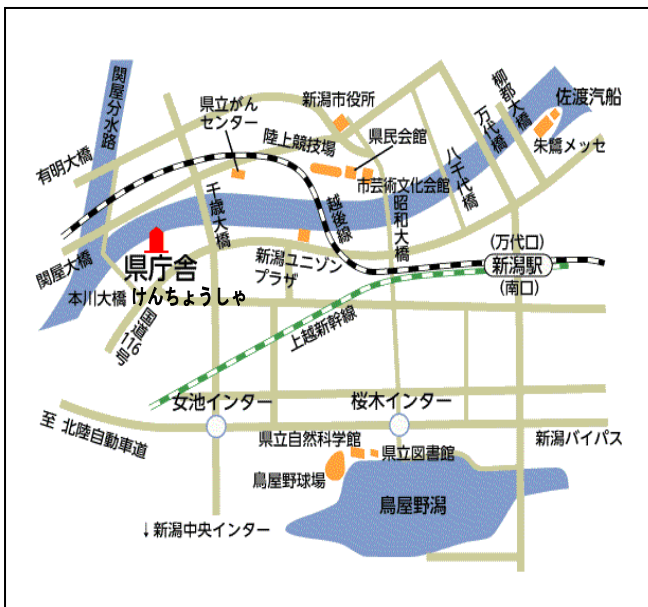 関屋分水路
新潟市役所
柳都大橋
佐渡汽船
県立がん
センター
陸上競技場
県民会館
万代橋
朱鷺メッセ
有明大橋
八千代橋
市芸術文化会館
千歳大橋
越後線
昭和大橋
関屋大橋
県庁舎
けんちょうしゃ
新潟ユニゾン
プラザ
(万代口)
新潟駅
(南口)
本川大橋
国道116号
上越新幹線
女池インター
桜木インター
至 北陸自動車道
県立自然科学館
県立図書館
新潟バイパス
鳥屋野球場
鳥屋野潟
↓新潟中央インター